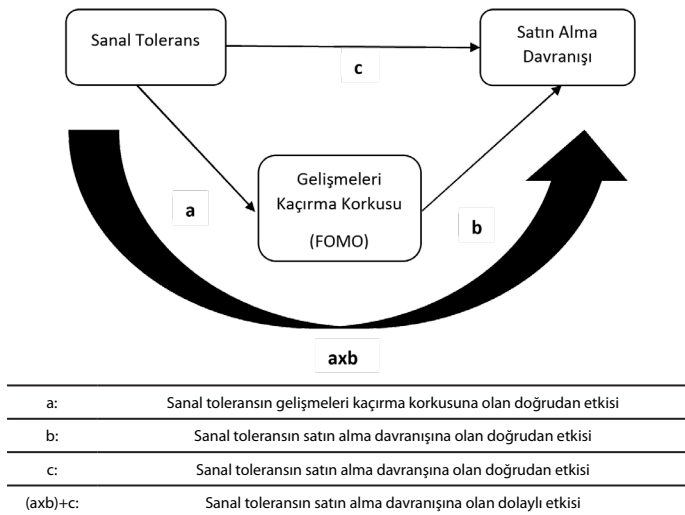 Sanal Tolerans
Satın Alma
Davranışı
c
Gelişmeleri
Kaçırma Korkusu
(FOMO)
a
b
axb
a: Sanal toleransın gelişmeleri kaçırma korkusuna olan doğrudan etkisi
b: Sanal toleransın satın alma davranışına olan doğrudan etkisi
c: Sanal toleransın satın alma davranşına olan doğrudan etkisi
(axb)+c: Sanal toleransın satın alma davranışına olan dolaylı etkisi